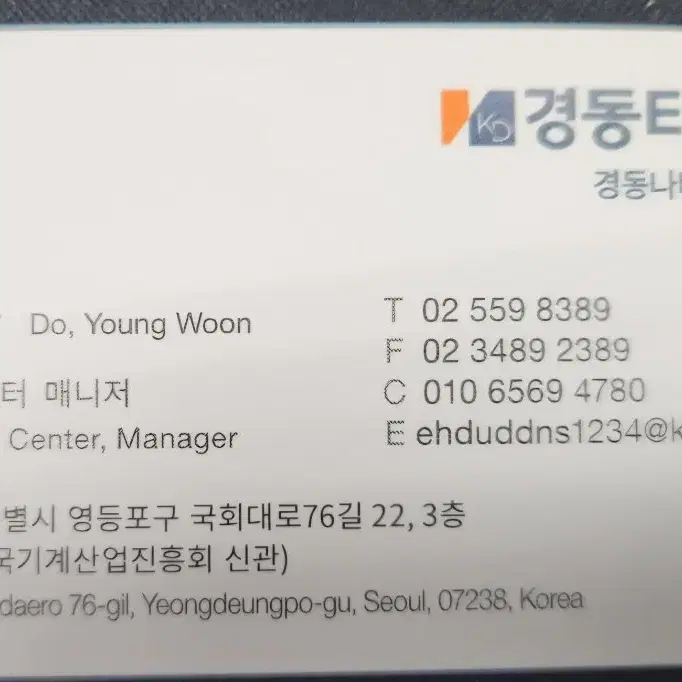 KD 경동
경동나
Do, Young Woon
터 매니저
Center, Manager
T 02 559 8389
F 02 3489 2389
C 010 6569 4780
E ehduddns1234@k
별시 영등포구 국회대로76길 22, 3층
국기계산업진흥회 신관)
daero 76-gil, Yeongdeungpo-gu, Seoul, 07238, Korea